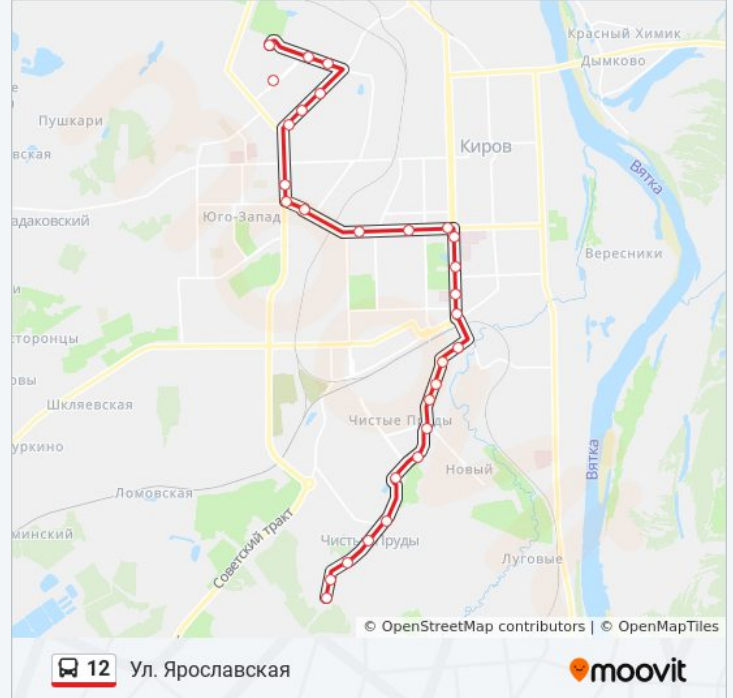 Красный Химик
Дымково
Пушкари
вская
Киров
Вятка
адаковский
Юго-Запад
Вересники
и
сторонцы
овы
Шкляевская
Чистые Пруды
уркино
Новый
Вятка
Ломовская
минский
Советский тракт
Чистые Пруды
Луговые
© OpenStreetMap contributors | © OpenMapTiles
12 Ул. Ярославская
moovit